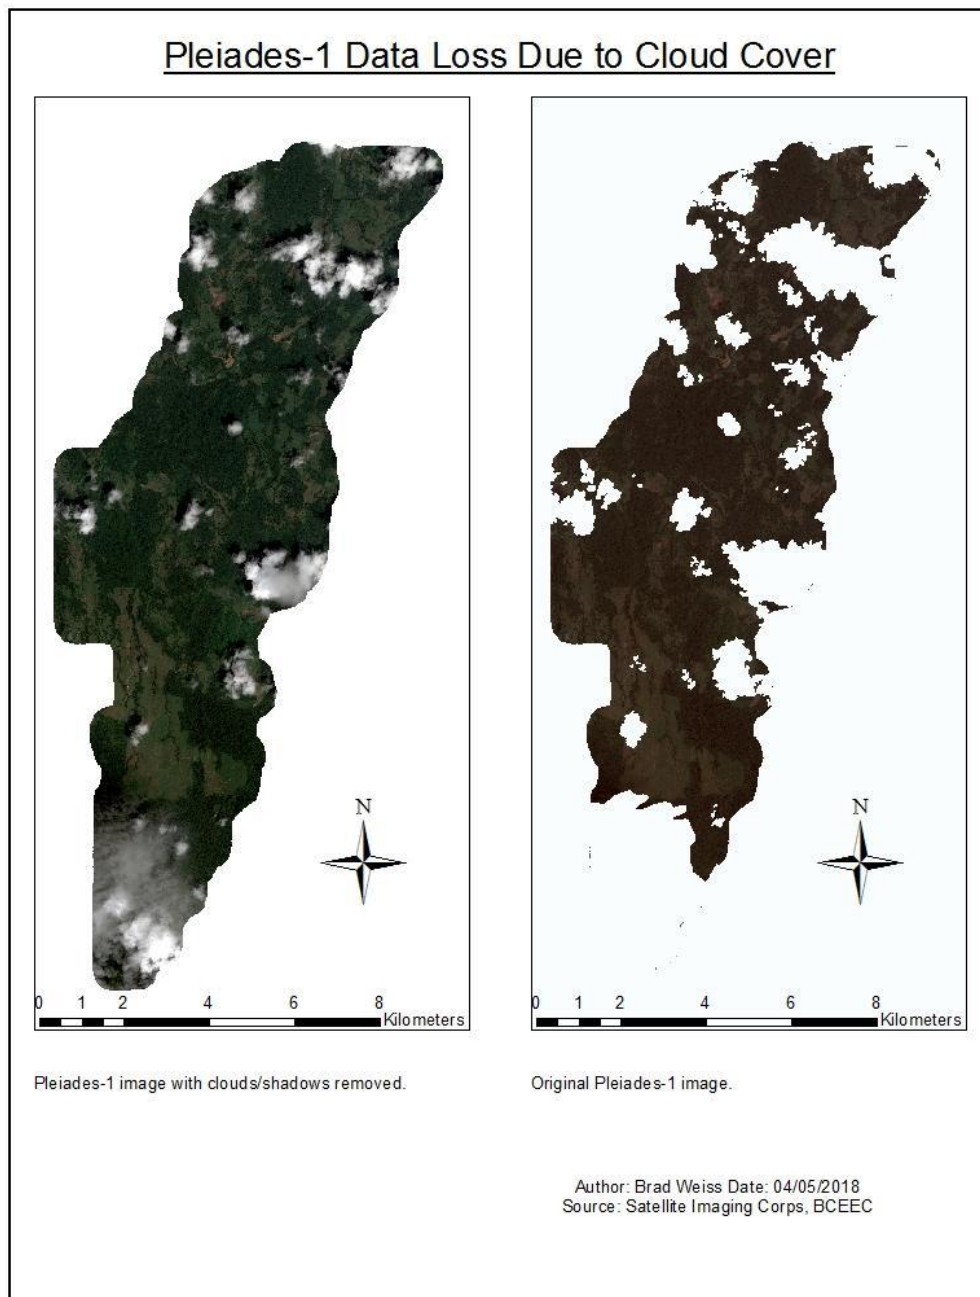 Pleiades-1 Data Loss Due to Cloud Cover
N
N
0 1 2 4 6 8
Kilometers
0 1 2 4 6 8
Kilometers
Pleiades-1 image with clouds/shadows removed.
Original Pleiades-1 image.
Author: Brad Weiss Date: 04/05/2018
Source: Satellite Imaging Corps, BCEEC